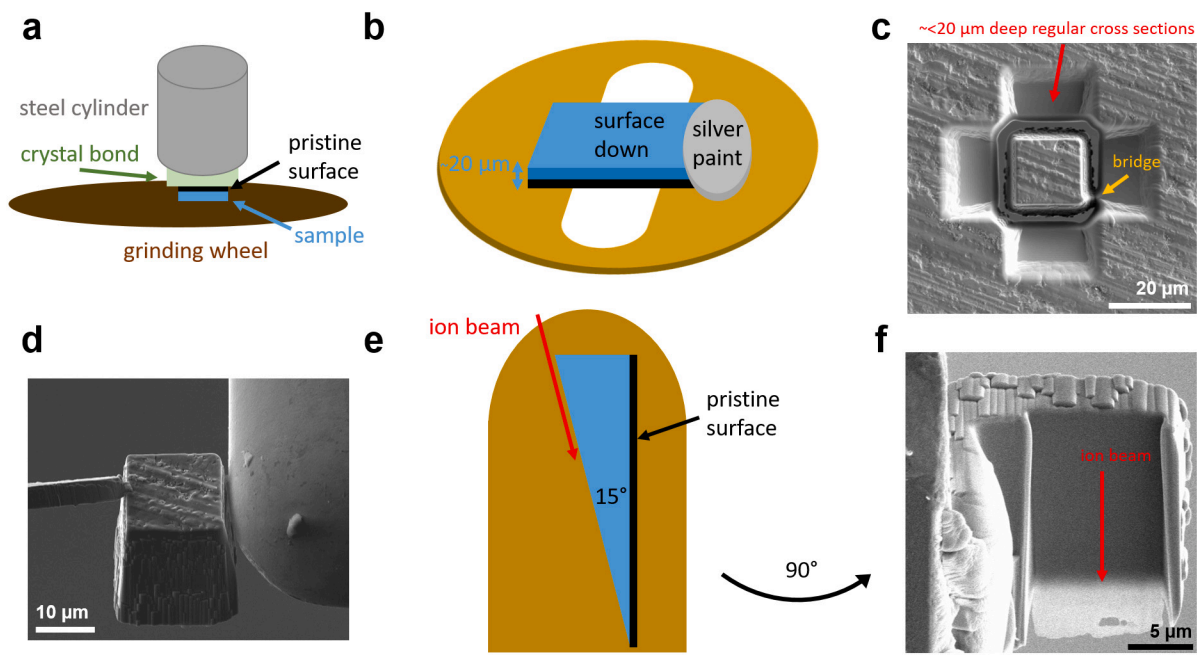 a
steel cylinder
crystal bond
pristine
surface
sample
grinding wheel
b
surface
down
silver
paint
~20 µm
c
~<20 µm deep regular cross sections
bridge
20 µm
d
10 µm
e
ion beam
pristine
surface
15°
90°
f
ion beam
5 µm